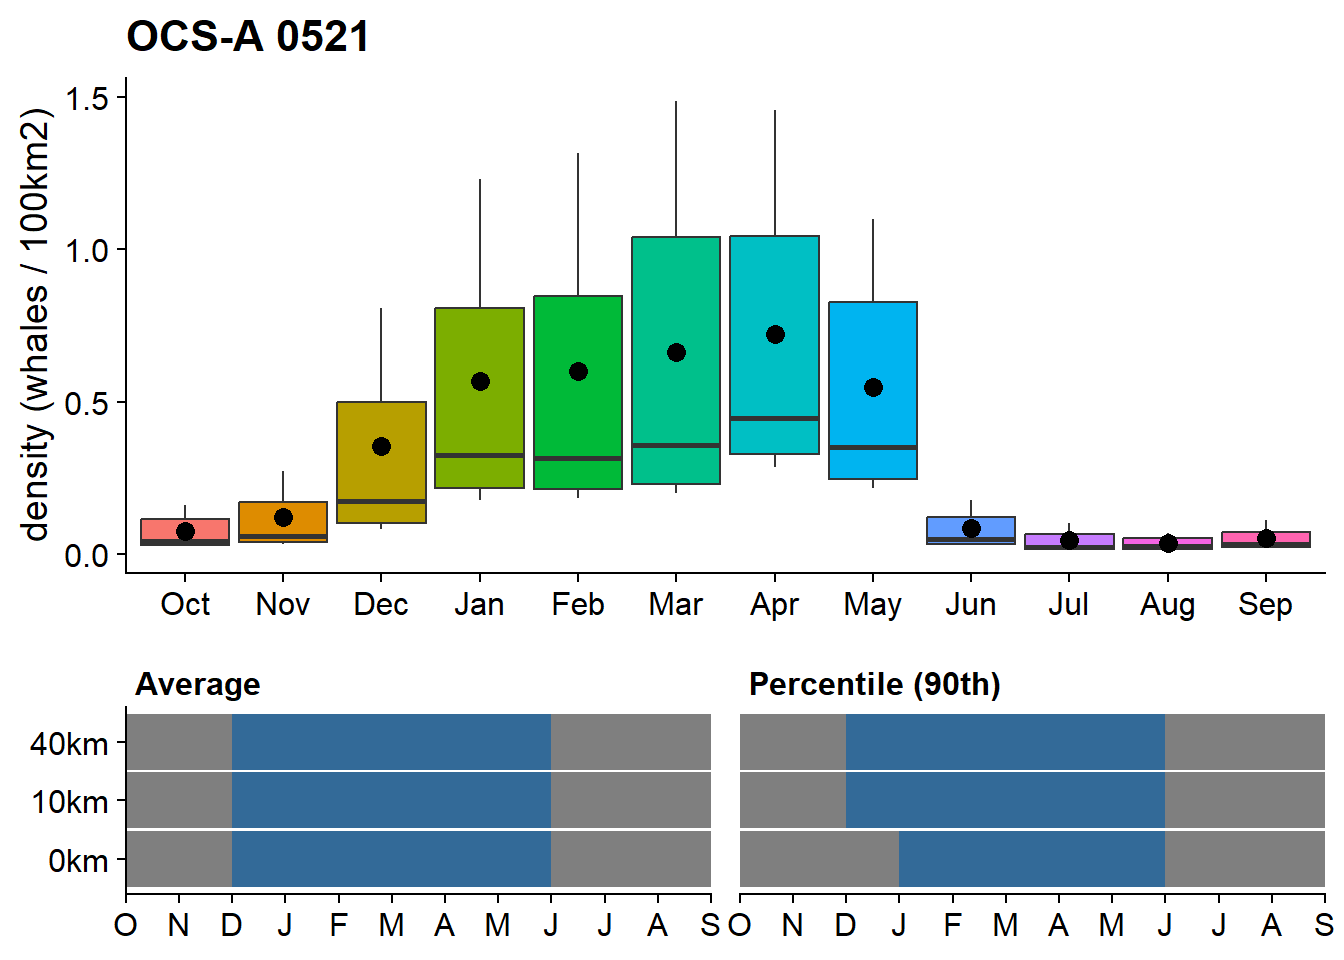 OCS-A 0521
density (whales / 100km2)
1.5
1.0
0.5
0.0
Oct Nov Dec Jan Feb Mar Apr May Jun Jul Aug Sep
Average
Percentile (90th)
40km
10km
0km
O N D J F M A M J J A S
O N D J F M A M J J A S